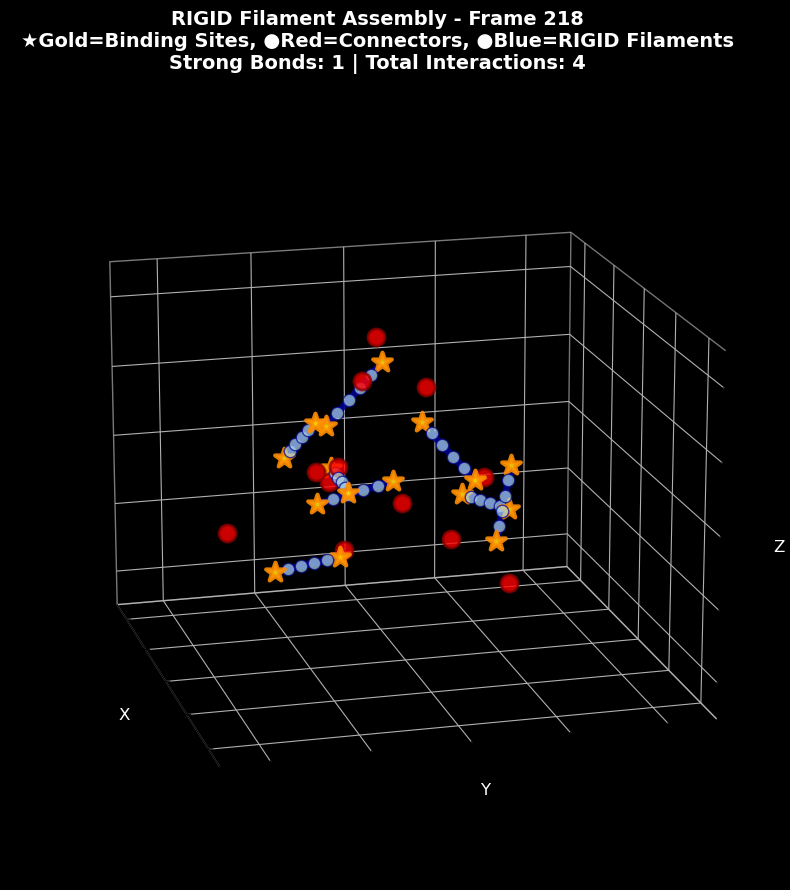 RIGID Filament Assembly - Frame 218
★Gold=Binding Sites, ●Red=Connectors, ●Blue=RIGID Filaments
Strong Bonds: 1 | Total Interactions: 4
Z
X
Y